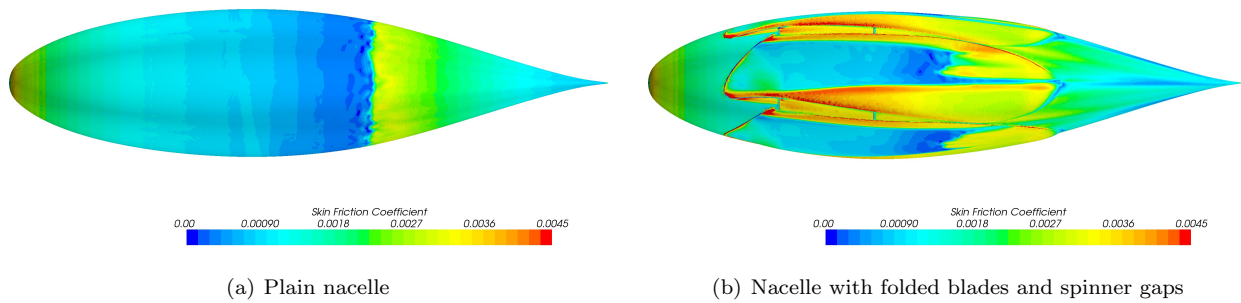 Skin Friction Coefficient
0.00 0.00090 0.0018 0.0027 0.0036 0.0045
(a) Plain nacelle
Skin Friction Coefficient
0.00 0.00090 0.0018 0.0027 0.0036 0.0045
(b) Nacelle with folded blades and spinner gaps